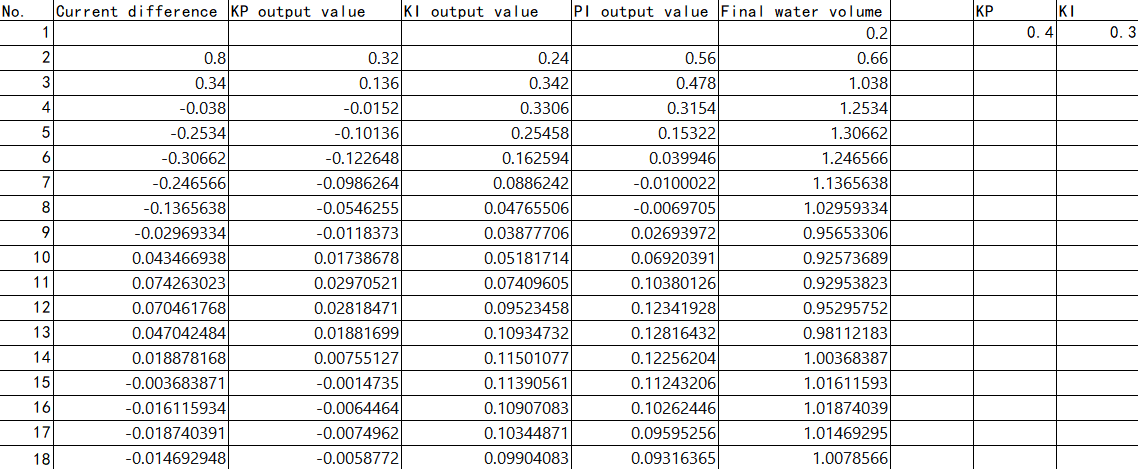 No. Current difference KP output value KI output value PI output value Final water volume KP KI
1 0.2 0.4 0.3
2 0.8 0.32 0.24 0.56 0.66
3 0.34 0.136 0.342 0.478 1.038
4 -0.038 -0.0152 0.3306 0.3154 1.2534
5 -0.2534 -0.10136 0.25458 0.15322 1.30662
6 -0.30662 -0.122648 0.162594 0.039946 1.246566
7 -0.246566 -0.0986264 0.0886242 -0.0100022 1.1365638
8 -0.1365638 -0.0546255 0.04765506 -0.0069705 1.02959334
9 -0.02969334 -0.0118373 0.03877706 0.02693972 0.95653306
10 0.043466938 0.01738678 0.05181714 0.06920391 0.92573689
11 0.074263023 0.02970521 0.07409605 0.10380126 0.92953823
12 0.070461768 0.02818471 0.09523458 0.12341928 0.95295752
13 0.047042484 0.01881699 0.10934732 0.12816432 0.98112183
14 0.018878168 0.00755127 0.11501077 0.12256204 1.00368387
15 -0.003683871 -0.0014735 0.11390561 0.11243206 1.01611593
16 -0.016115934 -0.0064464 0.10907083 0.10262446 1.01874039
17 -0.018740391 -0.0074962 0.10344871 0.09595256 1.01469295
18 -0.014692948 -0.0058772 0.09904083 0.09316365 1.0078566